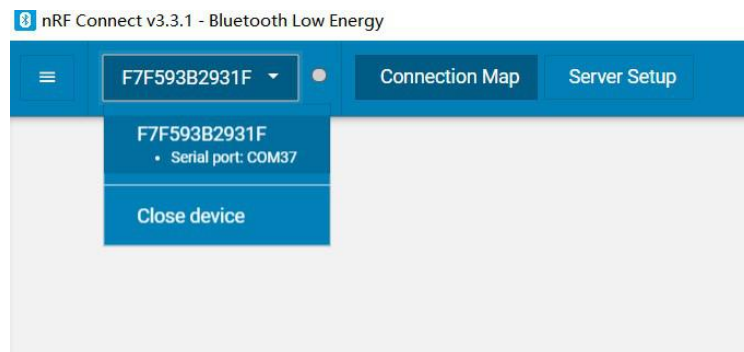 nRF Connect v3.3.1 - Bluetooth Low Energy
F7F593B2931F
Connection Map
Server Setup
F7F593B2931F
• Serial port: COM37
Close device